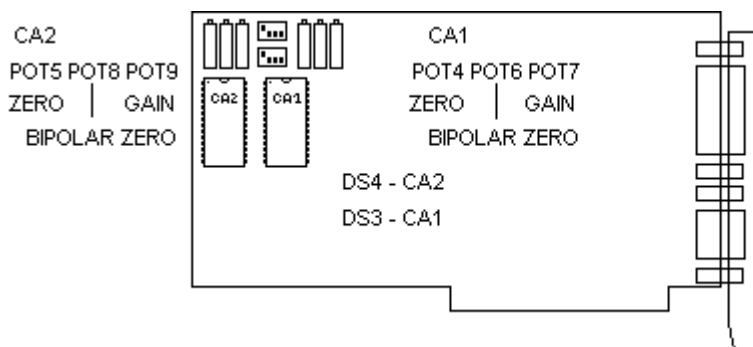 CA2
POT5 POT8 POT9
ZERO | GAIN
BIPOLAR ZERO
CA1
POT4 POT6 POT7
ZERO | GAIN
BIPOLAR ZERO
CA2
CA1
DS4 - CA2
DS3 - CA1